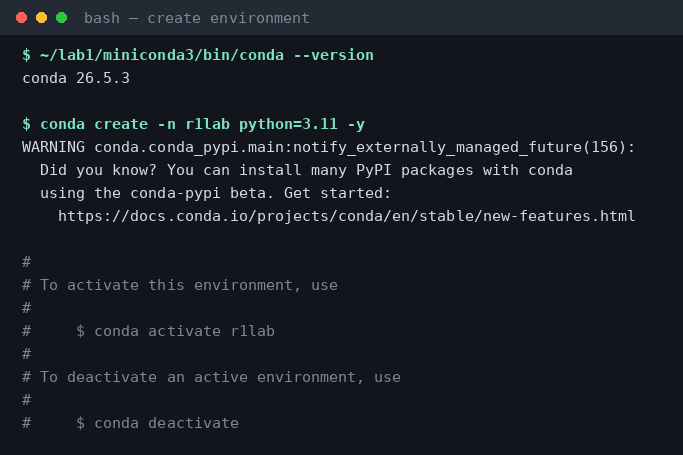 bash — create environment
$ ~/lab1/miniconda3/bin/conda --version
conda 26.5.3
$ conda create -n r1lab python=3.11 -y
WARNING conda.conda_pypi.main:notify_externally_managed_future(156):
  Did you know? You can install many PyPI packages with conda
  using the conda-pypi beta. Get started:
    https://docs.conda.io/projects/conda/en/stable/new-features.html
#
# To activate this environment, use
#
#     $ conda activate r1lab
#
# To deactivate an active environment, use
#
#     $ conda deactivate